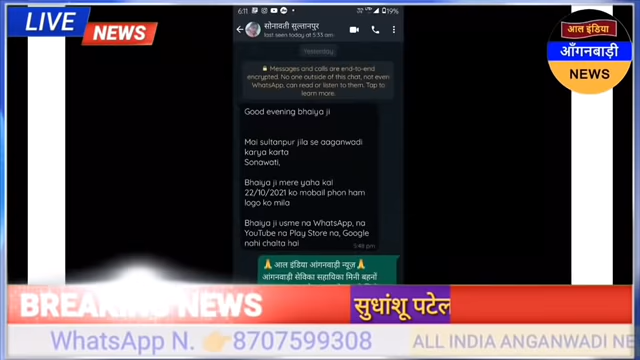 LIVE
NEWS
6:11
19%
सोनावती सुल्तानपुर
last seen today at 5:33 am
Yesterday
Messages and calls are end-to-end
encrypted. No one outside of this chat, not even
WhatsApp, can read or listen to them. Tap to
learn more.
Good evening bhaiya ji
Mai sultanpur jila se aaganwadi
karya karta
Sonawati,
Bhaiya ji mere yaha kal
22/10/2021 ko mobail phon ham
logo ko mila
Bhaiya ji usme na WhatsApp, na
YouTube na Play Store na, Google
nahi chalta hai
5:49 pm
🙏आल इंडिया आंगनवाड़ी न्यूज़🙏
आंगनवाड़ी सेविका सहायिका मिनी बहनों
आल इंडिया
आँगनबाड़ी
NEWS
BREAKING NEWS
सुधांशू पटेल
WhatsApp N. 👉8707599308
ALL INDIA ANGANWADI NE